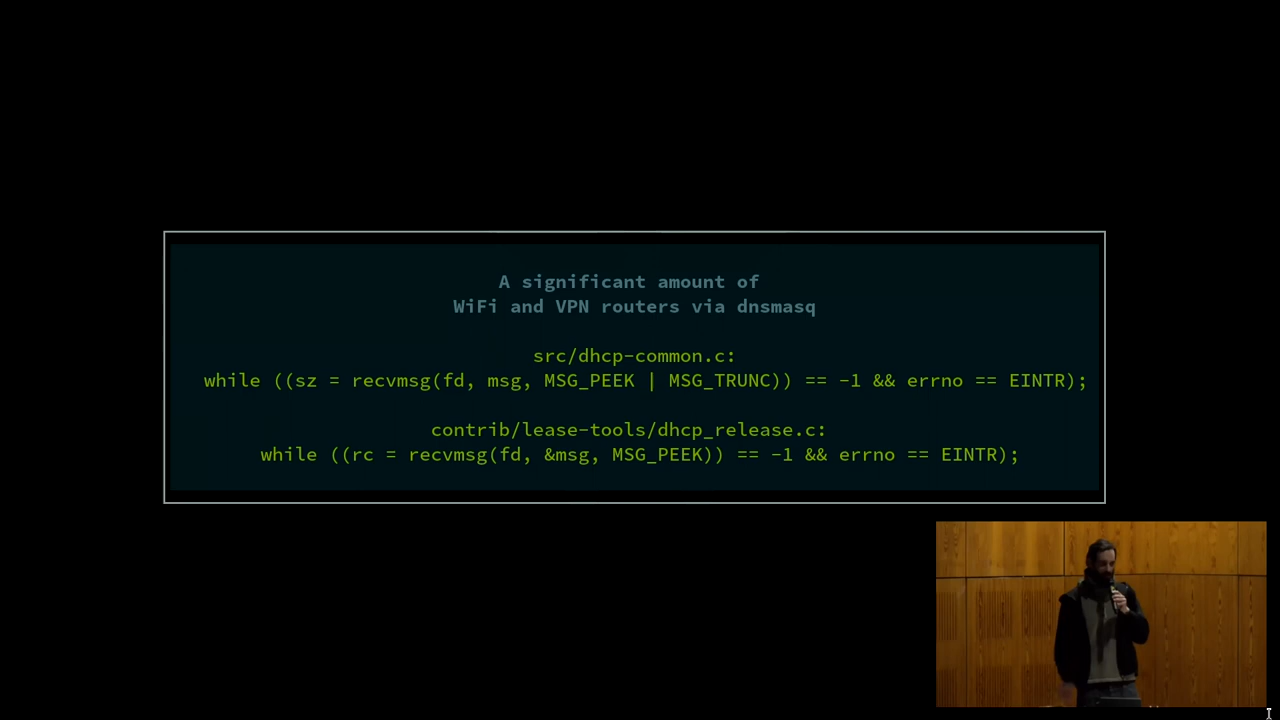 A significant amount of
WiFi and VPN routers via dnsmasq
src/dhcp-common.c:
while ((sz = recvmsg(fd, msg, MSG_PEEK | MSG_TRUNC)) == -1 && errno == EINTR);
contrib/lease-tools/dhcp_release.c:
while ((rc = recvmsg(fd, &msg, MSG_PEEK)) == -1 && errno == EINTR);